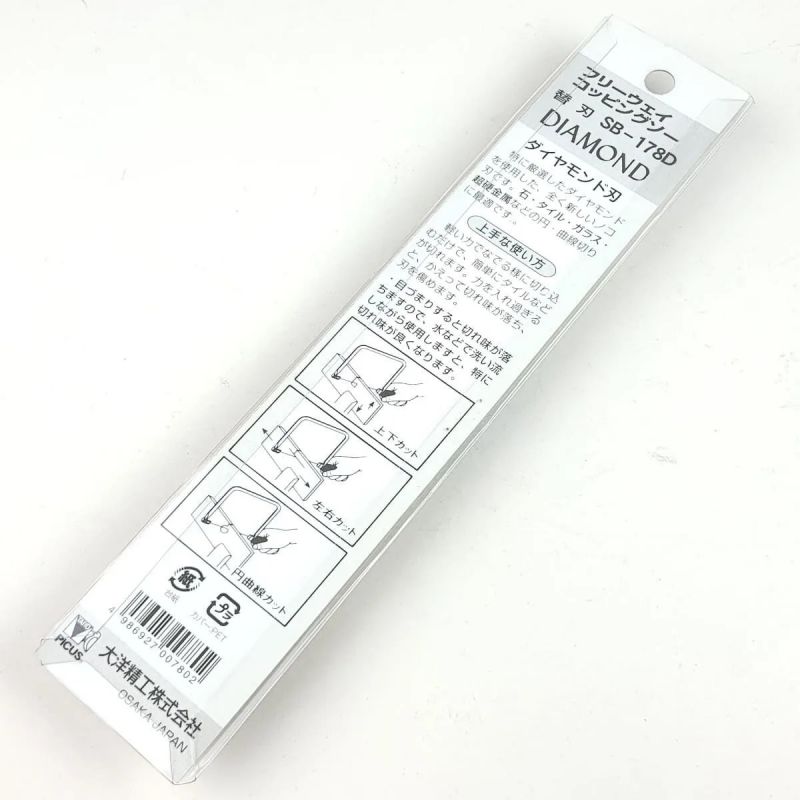 フリーウェイ
コッピングソー
替刃 SB-178D
DIAMOND
ダイヤモンド刃
特に厳選したダイヤモンド
を使用した、全く新しいノコ
刃です。石・タイル・ガラス・
超硬金属などの円・曲線切り
に最適です。
上手な使い方
軽い力でなでる様に切り込
むだけで、簡単にタイルなど
が切れます。力を入れ過ぎる
と、かえって切れ味が落ち、
刃を傷めます。
・目づまりすると切れ味が落
ちますので、水などで洗い流
しながら使用しますと、特に
切れ味が良くなります。
上下カット
左右カット
円曲線カット
紙
台紙
プラ
カバー・PET
4 986927 007802
PICUS
大洋精工株式会社
OSAKA JAPAN